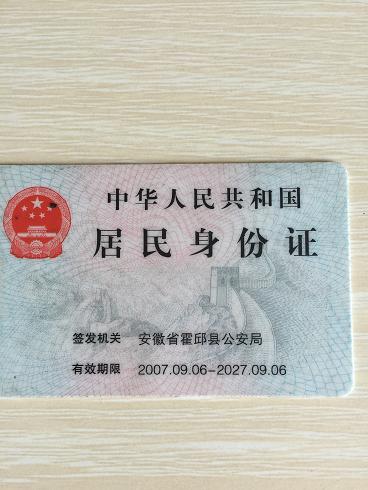 中华人民共和国
居民身份证
签发机关 安徽省霍邱县公安局
有效期限 2007.09.06-2027.09.06